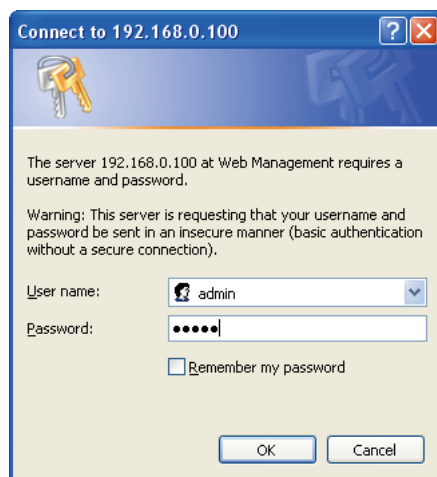 Connect to 192.168.0.100
The server 192.168.0.100 at Web Management requires a
username and password.
Warning: This server is requesting that your username and
password be sent in an insecure manner (basic authentication
without a secure connection).
User name:
admin
Password:
•••••
Remember my password
OK
Cancel